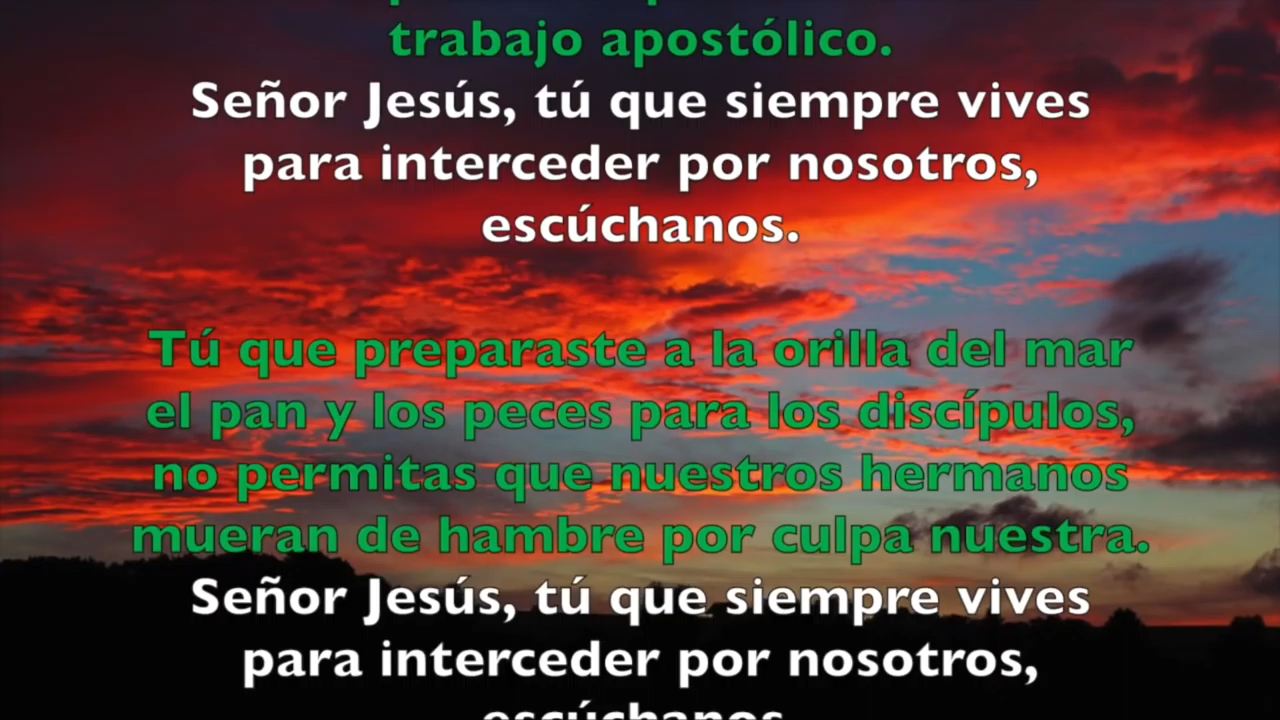 trabajo apostólico.
Señor Jesús, tú que siempre vives
para interceder por nosotros,
escúchanos.
Tú que preparaste a la orilla del mar
el pan y los peces para los discípulos,
no permitas que nuestros hermanos
mueran de hambre por culpa nuestra.
Señor Jesús, tú que siempre vives
para interceder por nosotros,
escúchanos.